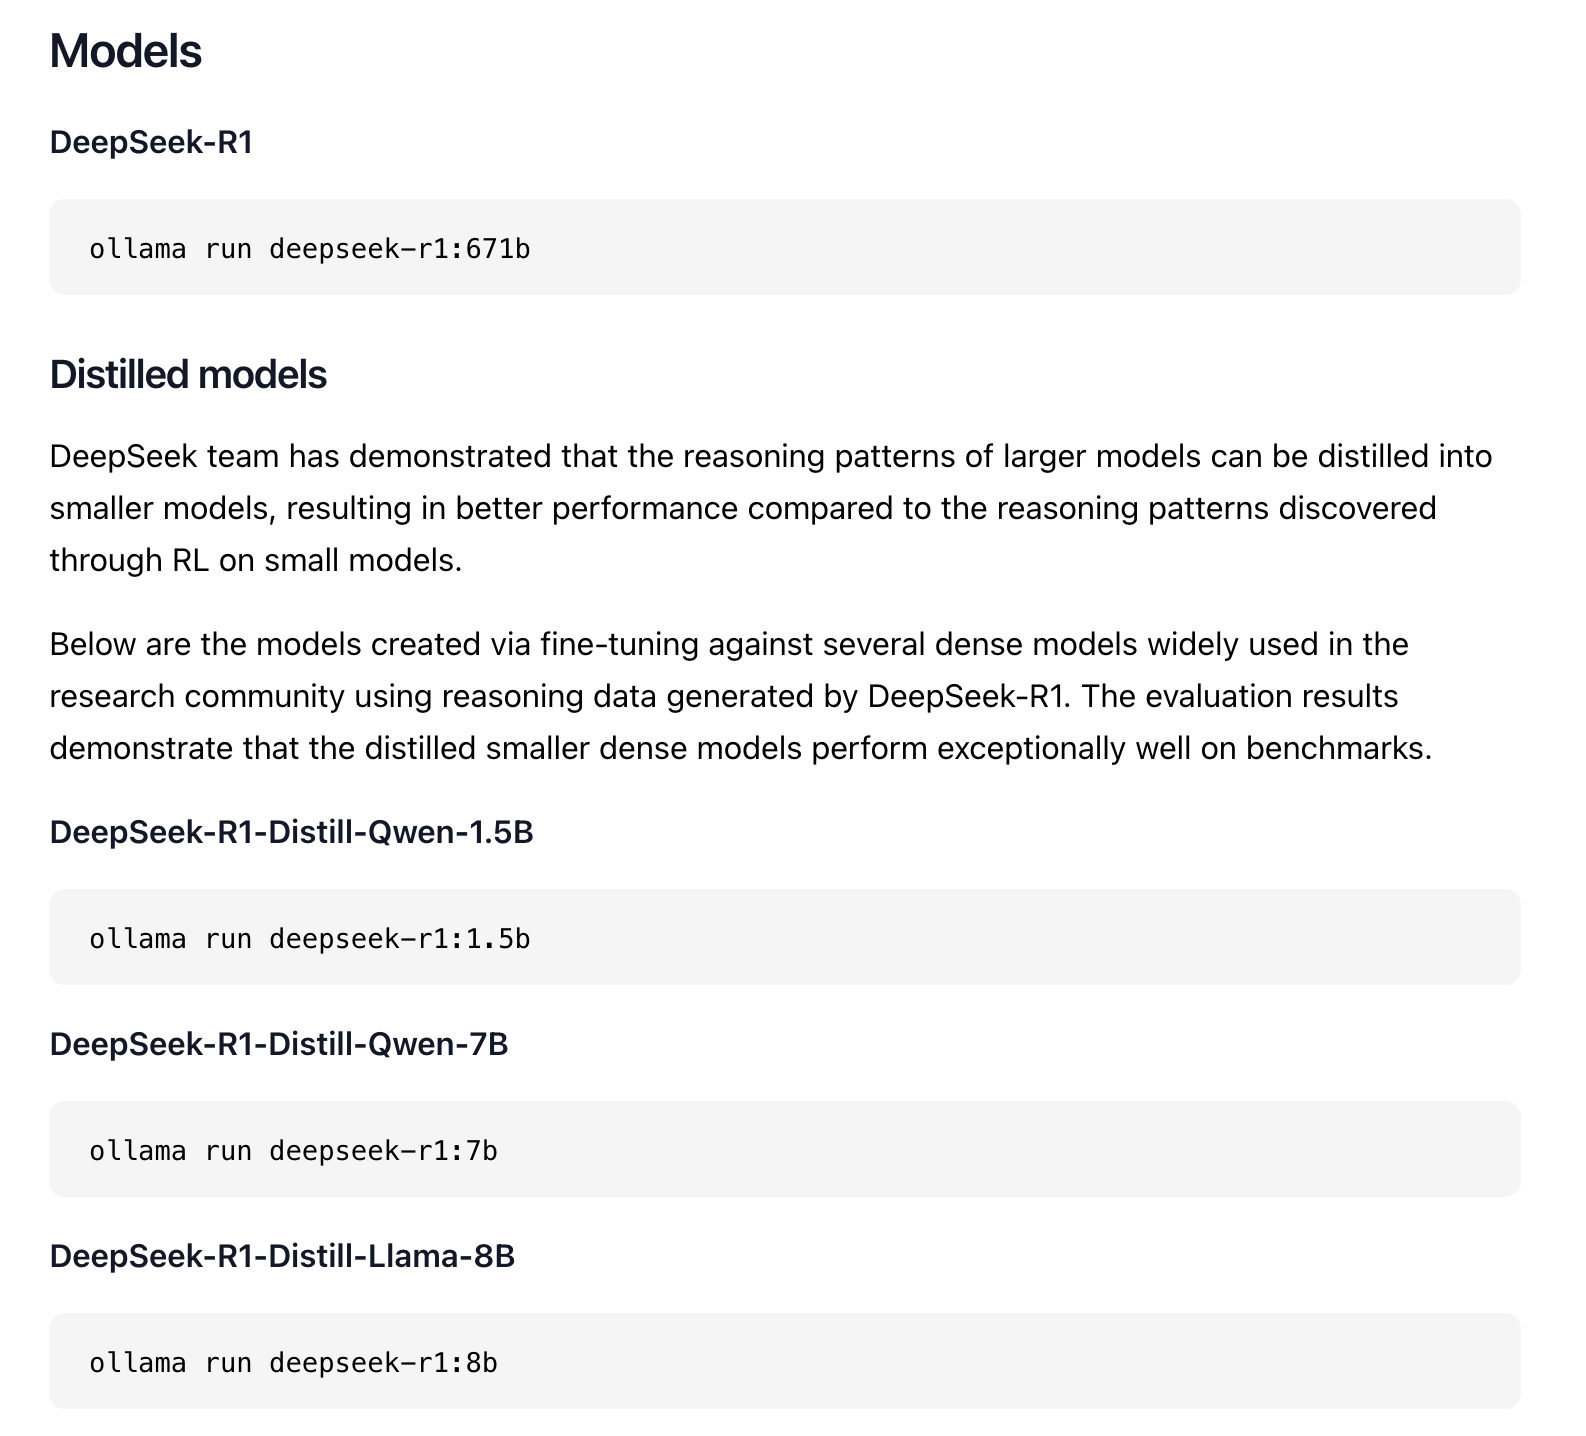 Models
DeepSeek-R1
ollama run deepseek-r1:671b
Distilled models
DeepSeek team has demonstrated that the reasoning patterns of larger models can be distilled into
smaller models, resulting in better performance compared to the reasoning patterns discovered
through RL on small models.
Below are the models created via fine-tuning against several dense models widely used in the
research community using reasoning data generated by DeepSeek-R1. The evaluation results
demonstrate that the distilled smaller dense models perform exceptionally well on benchmarks.
DeepSeek-R1-Distill-Qwen-1.5B
ollama run deepseek-r1:1.5b
DeepSeek-R1-Distill-Qwen-7B
ollama run deepseek-r1:7b
DeepSeek-R1-Distill-Llama-8B
ollama run deepseek-r1:8b